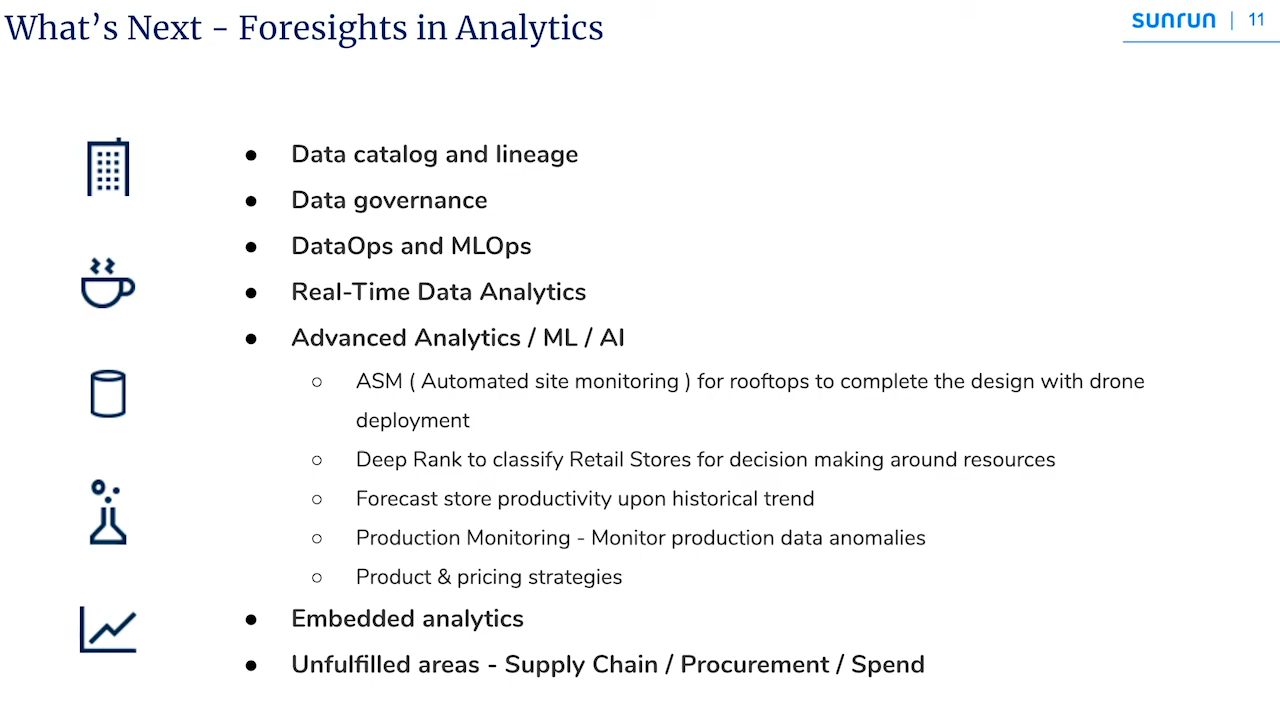 What’s Next - Foresights in Analytics
sunrun | 11
● Data catalog and lineage
● Data governance
● DataOps and MLOps
● Real-Time Data Analytics
● Advanced Analytics / ML / AI
○ ASM ( Automated site monitoring ) for rooftops to complete the design with drone
deployment
○ Deep Rank to classify Retail Stores for decision making around resources
○ Forecast store productivity upon historical trend
○ Production Monitoring - Monitor production data anomalies
○ Product & pricing strategies
● Embedded analytics
● Unfulfilled areas - Supply Chain / Procurement / Spend